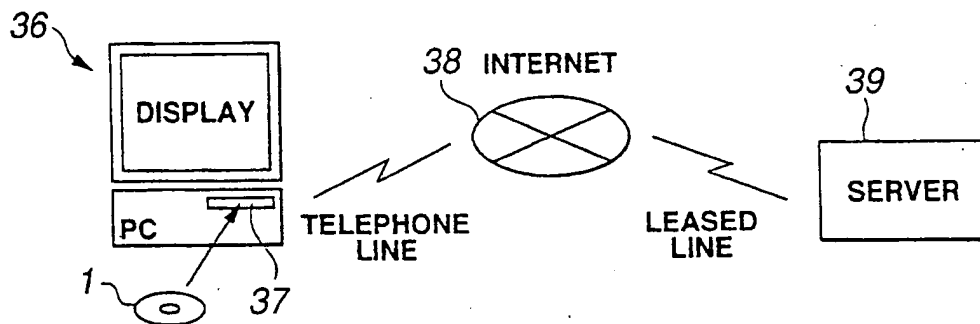 36
38 INTERNET
39
DISPLAY
SERVER
PC
TELEPHONE
LINE
LEASED
LINE
1
37